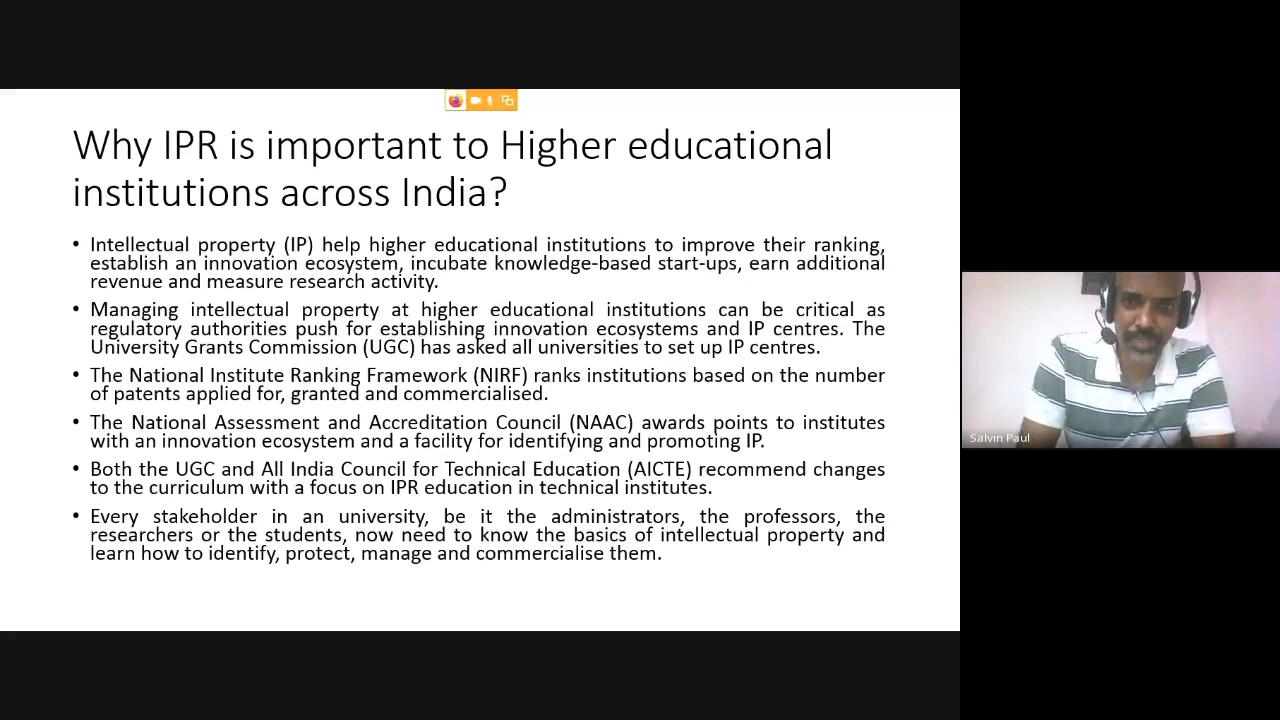 Why IPR is important to Higher educational
institutions across India?
• Intellectual property (IP) help higher educational institutions to improve their ranking,
establish an innovation ecosystem, incubate knowledge-based start-ups, earn additional
revenue and measure research activity.
• Managing intellectual property at higher educational institutions can be critical as
regulatory authorities push for establishing innovation ecosystems and IP centres. The
University Grants Commission (UGC) has asked all universities to set up IP centres.
• The National Institute Ranking Framework (NIRF) ranks institutions based on the number
of patents applied for, granted and commercialised.
• The National Assessment and Accreditation Council (NAAC) awards points to institutes
with an innovation ecosystem and a facility for identifying and promoting IP.
• Both the UGC and All India Council for Technical Education (AICTE) recommend changes
to the curriculum with a focus on IPR education in technical institutes.
• Every stakeholder in an university, be it the administrators, the professors, the
researchers or the students, now need to know the basics of intellectual property and
learn how to identify, protect, manage and commercialise them.
Salvin Paul